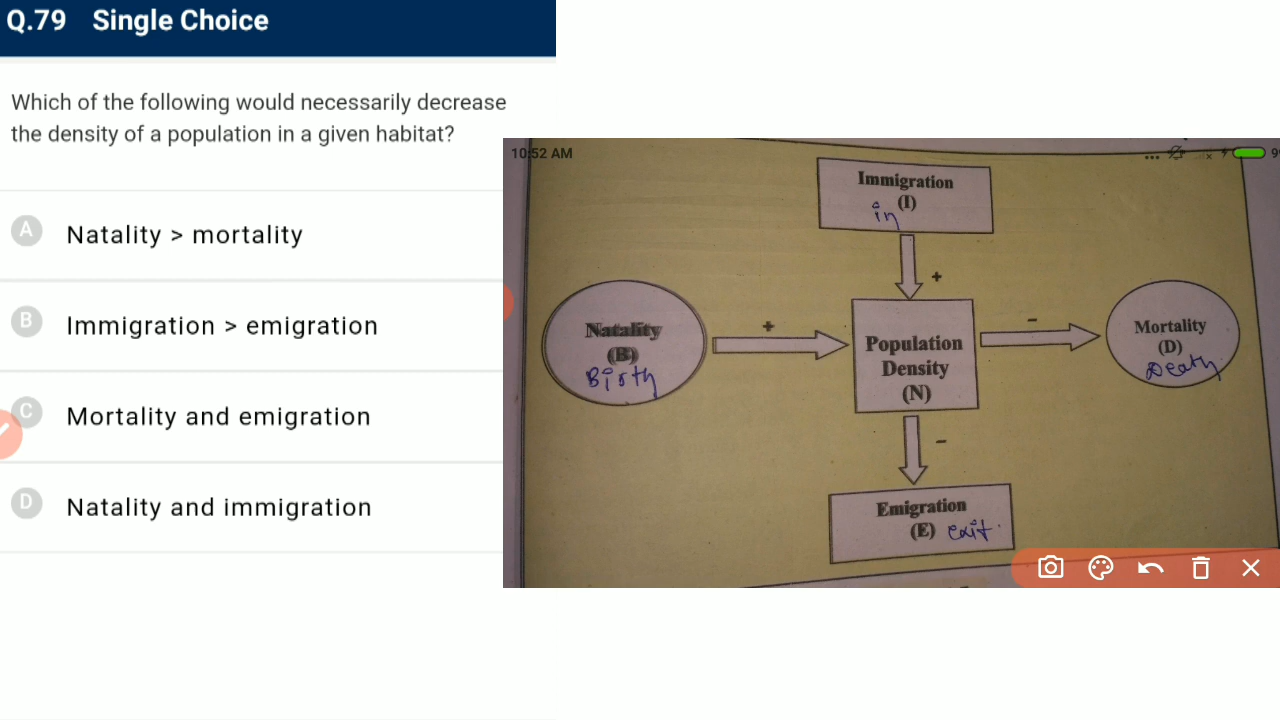 Q.79 Single Choice
Which of the following would necessarily decrease
the density of a population in a given habitat?
A Natality > mortality
B Immigration > emigration
C Mortality and emigration
D Natality and immigration
10:52 AM
Immigration
(I)
in
+
Natality
(B)
Birth
+
Population
Density
(N)
−
Mortality
(D)
Death
−
Emigration
(E) exit